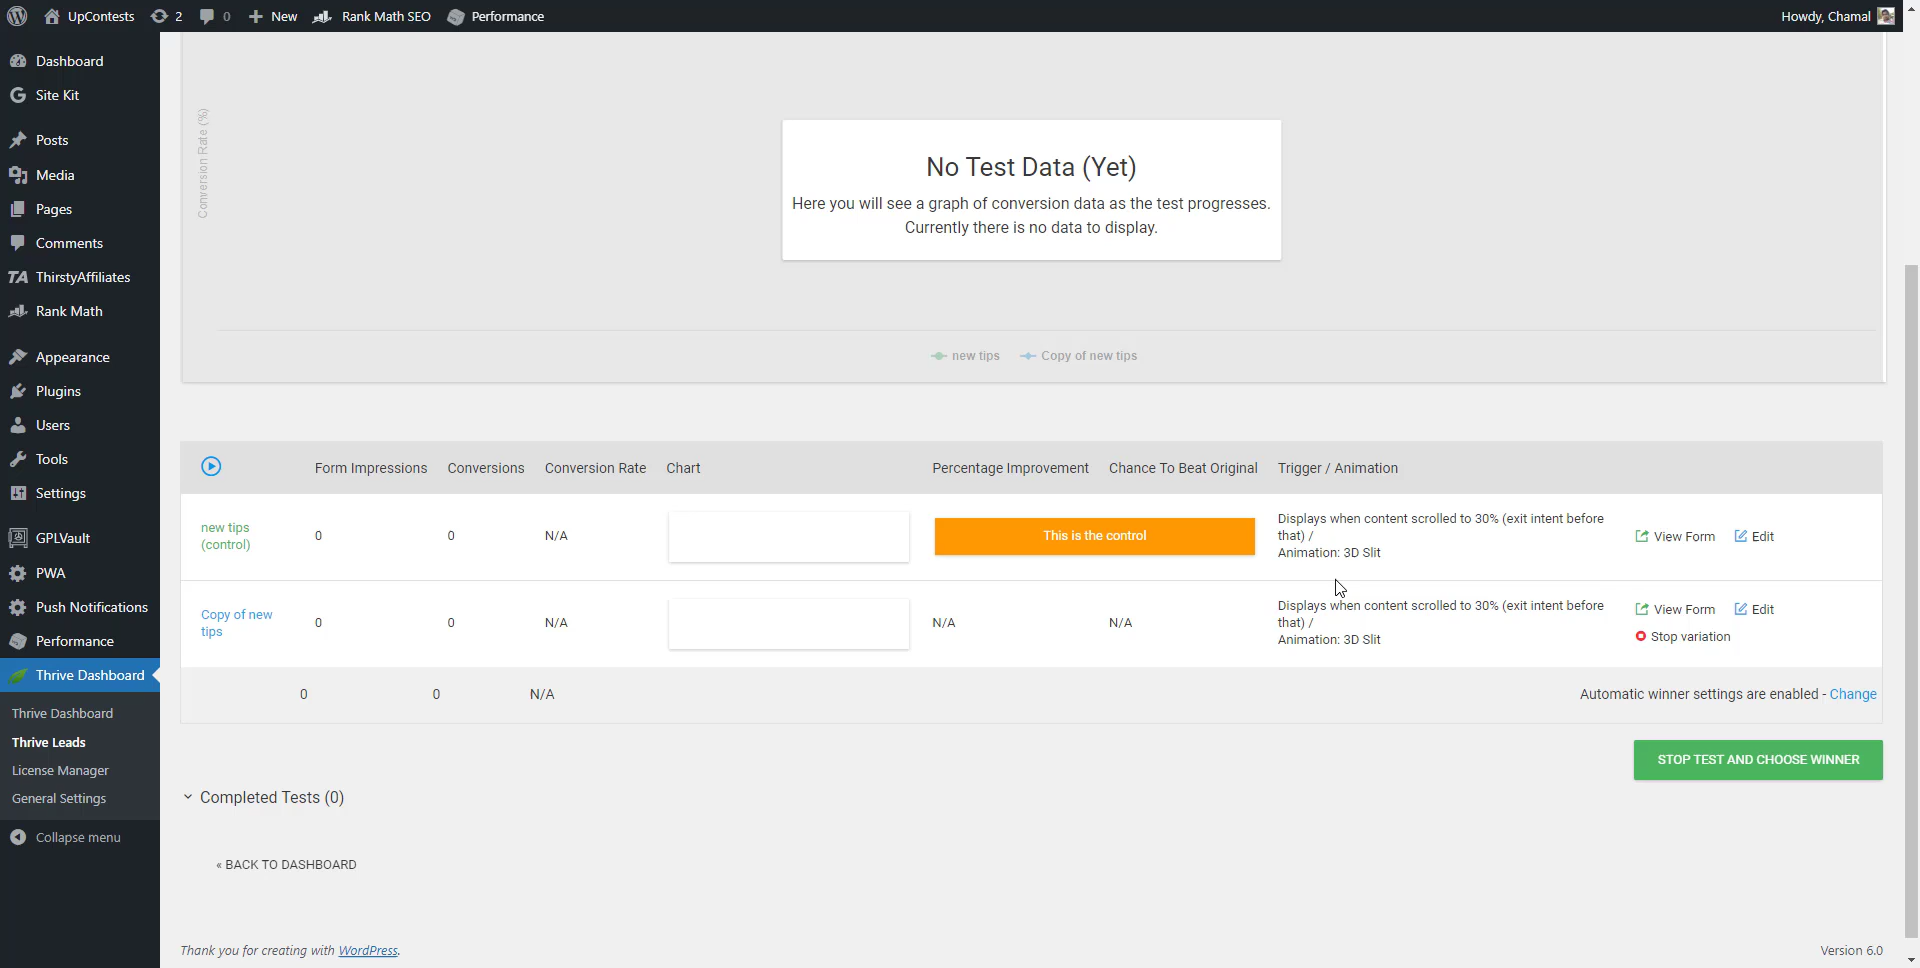 UpContests 2 0 New Rank Math SEO Performance Howdy, Chamal
Dashboard
Site Kit
Posts
Media
Pages
Comments
TA ThirstyAffiliates
Rank Math
Appearance
Plugins
Users
Tools
Settings
GPLVault
PWA
Push Notifications
Performance
Thrive Dashboard
Thrive Dashboard
Thrive Leads
License Manager
General Settings
Collapse menu
Conversion Rate (%)
No Test Data (Yet)
Here you will see a graph of conversion data as the test progresses.
Currently there is no data to display.
new tips Copy of new tips
Form Impressions Conversions Conversion Rate Chart Percentage Improvement Chance To Beat Original Trigger / Animation
new tips
(control)
0 0 N/A This is the control
Displays when content scrolled to 30% (exit intent before
that) /
Animation: 3D Slit
View Form Edit
Copy of new
tips
0 0 N/A N/A N/A
Displays when content scrolled to 30% (exit intent before
that) /
Animation: 3D Slit
View Form Edit
Stop variation
0 0 N/A Automatic winner settings are enabled - Change
STOP TEST AND CHOOSE WINNER
Completed Tests (0)
« BACK TO DASHBOARD
Thank you for creating with WordPress. Version 6.0